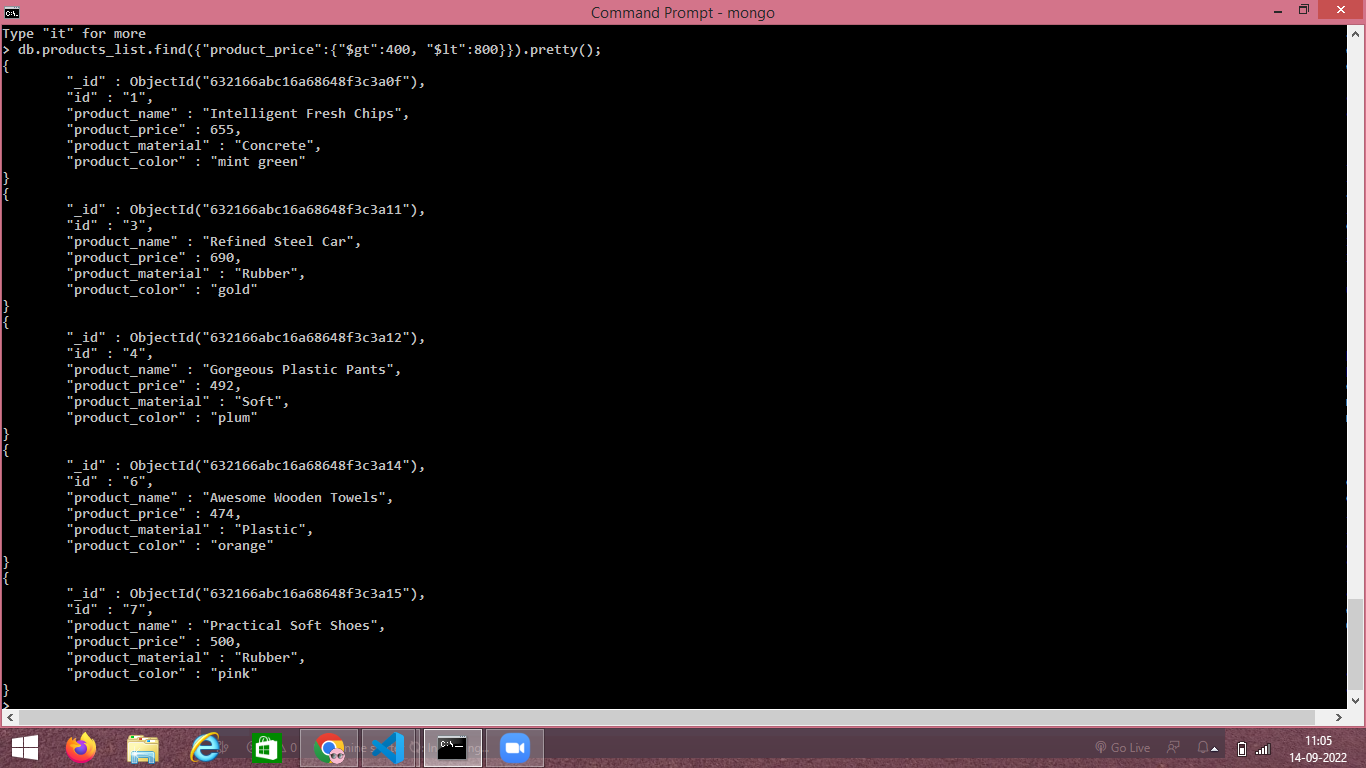 Command Prompt - mongo
Type "it" for more
> db.products_list.find({"product_price":{"$gt":400, "$lt":800}}).pretty();
{
"_id" : ObjectId("632166abc16a68648f3c3a0f"),
"id" : "1",
"product_name" : "Intelligent Fresh Chips",
"product_price" : 655,
"product_material" : "Concrete",
"product_color" : "mint green"
}
{
"_id" : ObjectId("632166abc16a68648f3c3a11"),
"id" : "3",
"product_name" : "Refined Steel Car",
"product_price" : 690,
"product_material" : "Rubber",
"product_color" : "gold"
}
{
"_id" : ObjectId("632166abc16a68648f3c3a12"),
"id" : "4",
"product_name" : "Gorgeous Plastic Pants",
"product_price" : 492,
"product_material" : "Soft",
"product_color" : "plum"
}
{
"_id" : ObjectId("632166abc16a68648f3c3a14"),
"id" : "6",
"product_name" : "Awesome Wooden Towels",
"product_price" : 474,
"product_material" : "Plastic",
"product_color" : "orange"
}
{
"_id" : ObjectId("632166abc16a68648f3c3a15"),
"id" : "7",
"product_name" : "Practical Soft Shoes",
"product_price" : 500,
"product_material" : "Rubber",
"product_color" : "pink"
}
>
Go Live
11:05
14-09-2022